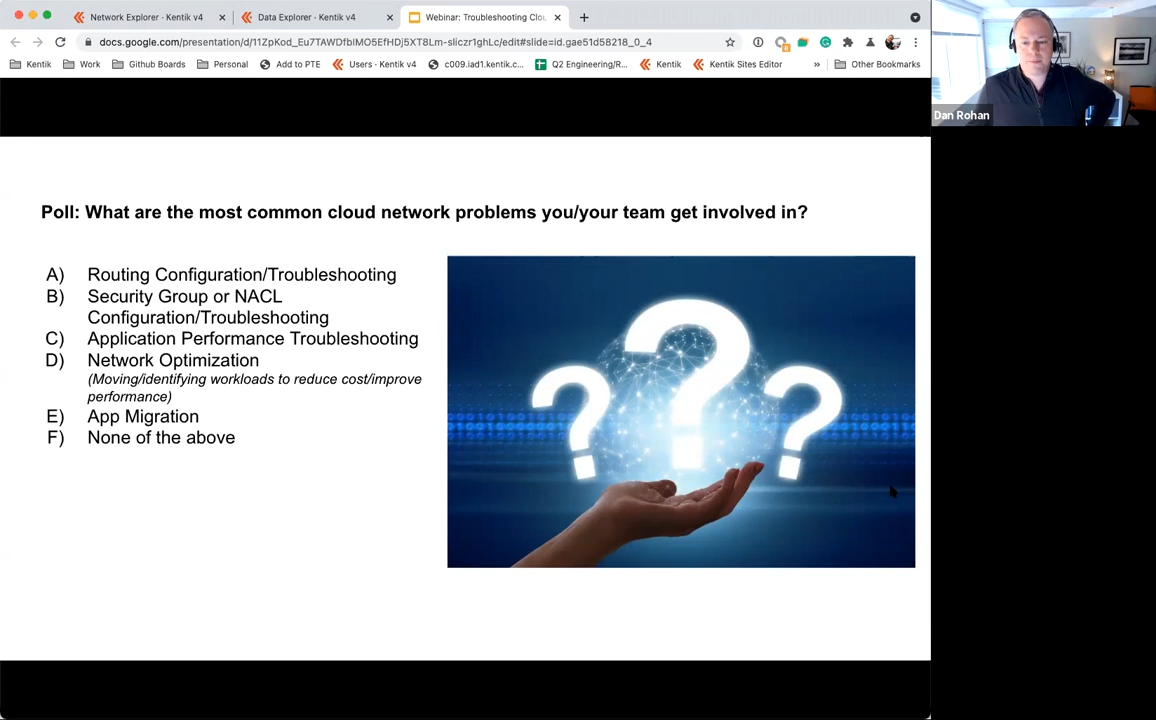 Network Explorer · Kentik v4
Data Explorer · Kentik v4
Webinar: Troubleshooting Clou
docs.google.com/presentation/d/11ZpKod_Eu7TAWDfbIMO5EfHDj5XT8Lm-sliczr1ghLc/edit#slide=id.gae51d58218_0_4
Kentik
Work
Github Boards
Personal
Add to PTE
Users · Kentik v4
c009.iad1.kentik.c...
Q2 Engineering/R...
Kentik
Kentik Sites Editor
»
Other Bookmarks
Dan Rohan
Poll: What are the most common cloud network problems you/your team get involved in?
A) Routing Configuration/Troubleshooting
B) Security Group or NACL
Configuration/Troubleshooting
C) Application Performance Troubleshooting
D) Network Optimization
(Moving/identifying workloads to reduce cost/improve
performance)
E) App Migration
F) None of the above
? ? ?